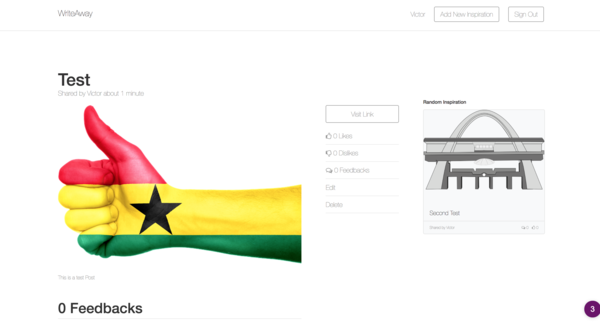 WriteAway
Victor
Add New Inspiration
Sign Out
Test
Shared by Victor about 1 minute
Visit Link
0 Likes
0 Dislikes
0 Feedbacks
Edit
Delete
Random Inspiration
Second Test
Shared by Victor
This is a test Post
0 Feedbacks
3